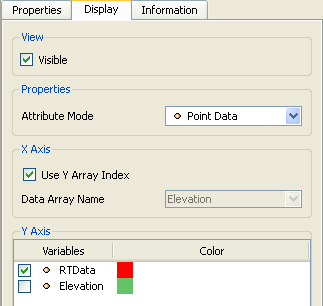 Properties Display Information
View
Visible
Properties
Attribute Mode Point Data
X Axis
Use Y Array Index
Data Array Name Elevation
Y Axis
Variables Color
RTData
Elevation